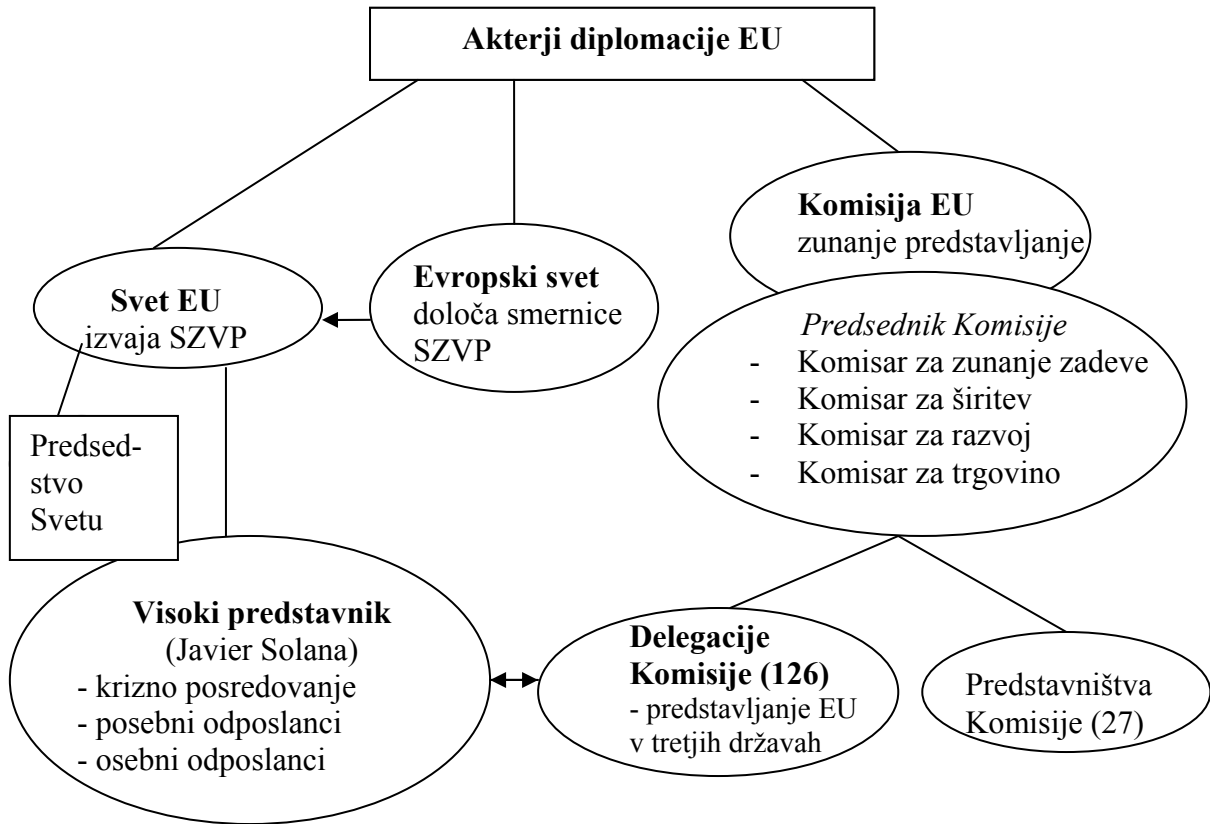 Akterji diplomacije EU
Komisija EU
zunanje predstavljanje
Evropski svet
določa smernice
SZVP
Svet EU
izvaja SZVP
Predsednik Komisije
- Komisar za zunanje zadeve
- Komisar za širitev
- Komisar za razvoj
- Komisar za trgovino
Predsed-
stvo
Svetu
Visoki predstavnik
(Javier Solana)
- krizno posredovanje
- posebni odposlanci
- osebni odposlanci
Delegacije
Komisije (126)
- predstavljanje EU
v tretjih državah
Predstavništva
Komisije (27)